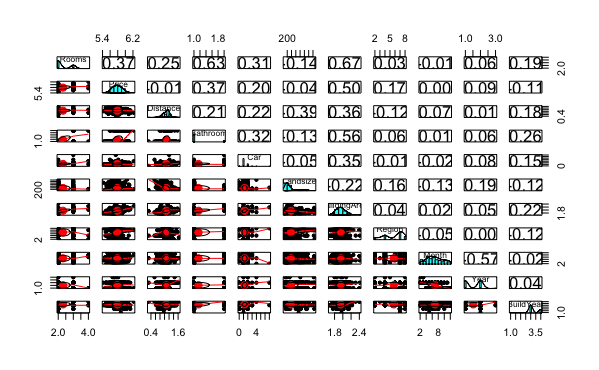 5.4 6.2 1.0 1.8 200 2 5 8 1.0 3.0
Rooms 0.37 0.25 0.63 0.31 -0.14 0.67 0.03 -0.01 0.06 0.19 2.0
5.4 Price -0.01 0.37 0.20 -0.04 0.50 0.17 0.00 0.09 -0.11
Distance 0.21 0.22 -0.39 0.36 -0.12 0.07 0.01 0.18 0.4
1.0 athroom 0.32 -0.13 0.56 0.06 0.01 0.06 0.26
Car -0.05 0.35 -0.01 -0.02 0.08 0.15 0
200 andsize -0.22 0.16 -0.13 0.19 -0.12
ildingAr 0.04 0.02 0.05 0.22 1.8
2 Region -0.05 0.00 -0.12
Month -0.57 -0.02 2
1.0 Year 0.04
uildYea 1.0
2.0 4.0 0.4 1.6 0 4 1.8 2.4 2 8 1.0 3.5